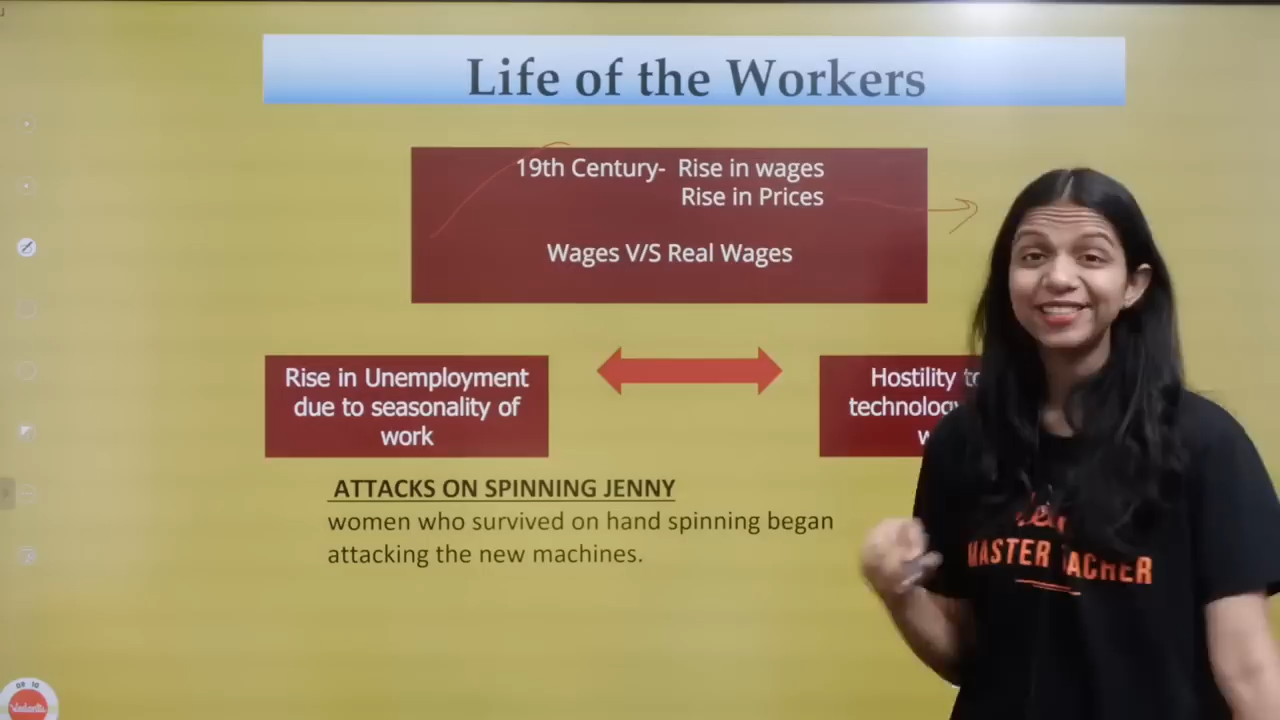 Life of the Workers
19th Century- Rise in wages
Rise in Prices
Wages V/S Real Wages
Rise in Unemployment
due to seasonality of
work
Hostility
ATTACKS ON SPINNING JENNY
women who survived on hand spinning began
attacking the new machines.
MASTER
Vedantu